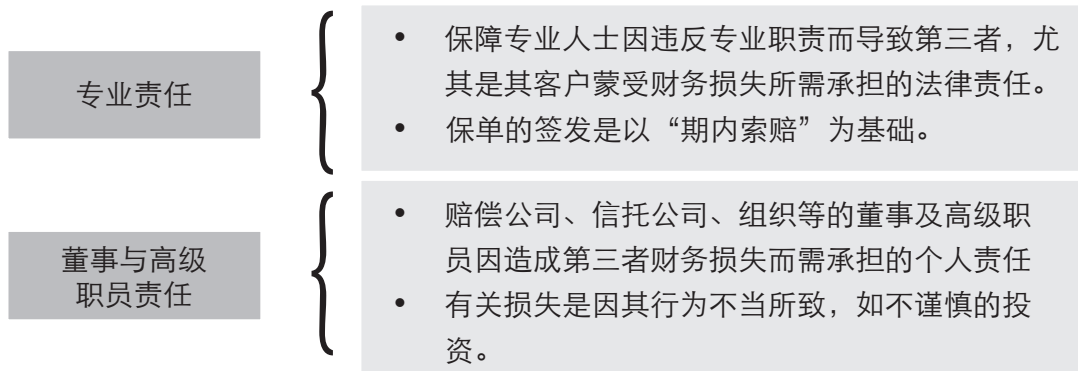 专业责任
• 保障专业人士因违反专业职责而导致第三者，尤
其是其客户蒙受财务损失所需承担的法律责任。
• 保单的签发是以“期内索赔”为基础。
董事与高级
职员责任
• 赔偿公司、信托公司、组织等的董事及高级职
员因造成第三者财务损失而需承担的个人责任
• 有关损失是因其行为不当所致，如不谨慎的投
资。